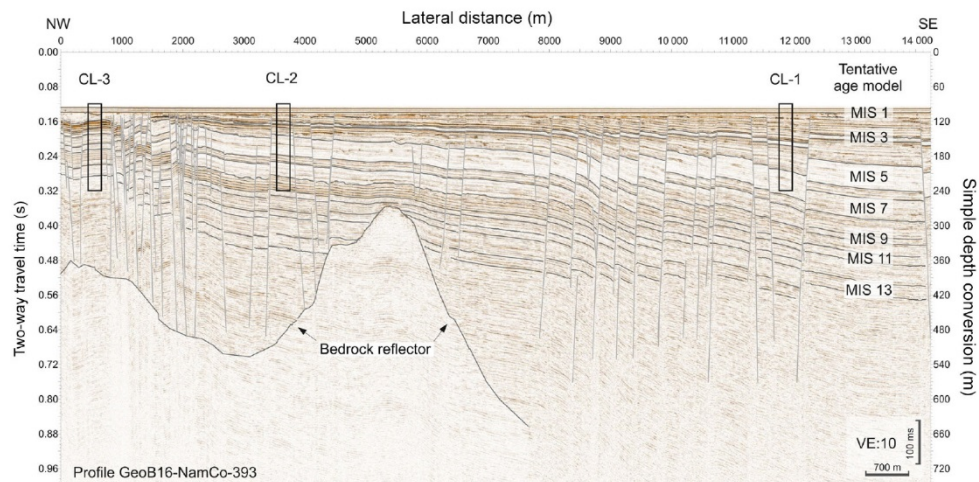 Lateral distance (m)
NW
SE
0 1000 2000 3000 4000 5000 6000 7000 8000 9000 10 000 11 000 12 000 13 000 14 000
0.00 0
CL-3 CL-2 CL-1 Tentative
0.08 age model 60
MIS 1
0.16 120
MIS 3
0.24 180
MIS 5
0.32 240
MIS 7
0.40 300
MIS 9
MIS 11
0.48 360
MIS 13
0.56 420
0.64 480
Bedrock reflector
0.72 540
0.80 600
0.88 660
0.96 720
Two-way travel time (s)
Simple depth conversion (m)
VE:10
100 ms
700 m
Profile GeoB16-NamCo-393